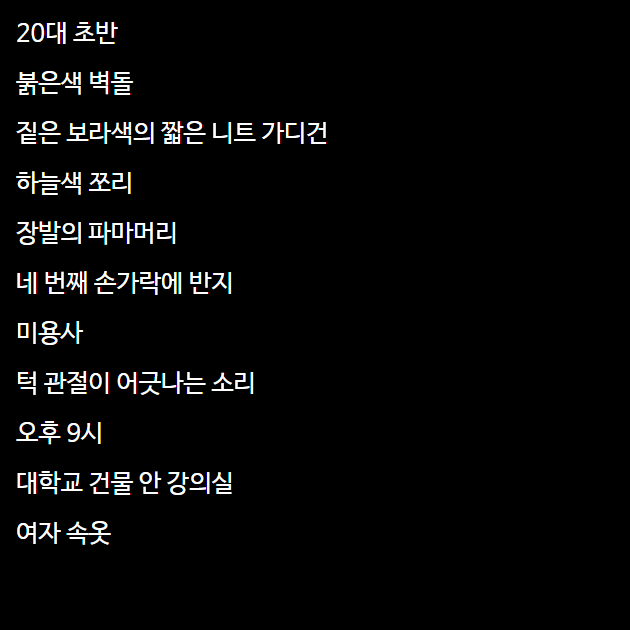 20대 초반
붉은색 벽돌
짙은 보라색의 짧은 니트 가디건
하늘색 쪼리
장발의 파마머리
네 번째 손가락에 반지
미용사
턱 관절이 어긋나는 소리
오후 9시
대학교 건물 안 강의실
여자 속옷